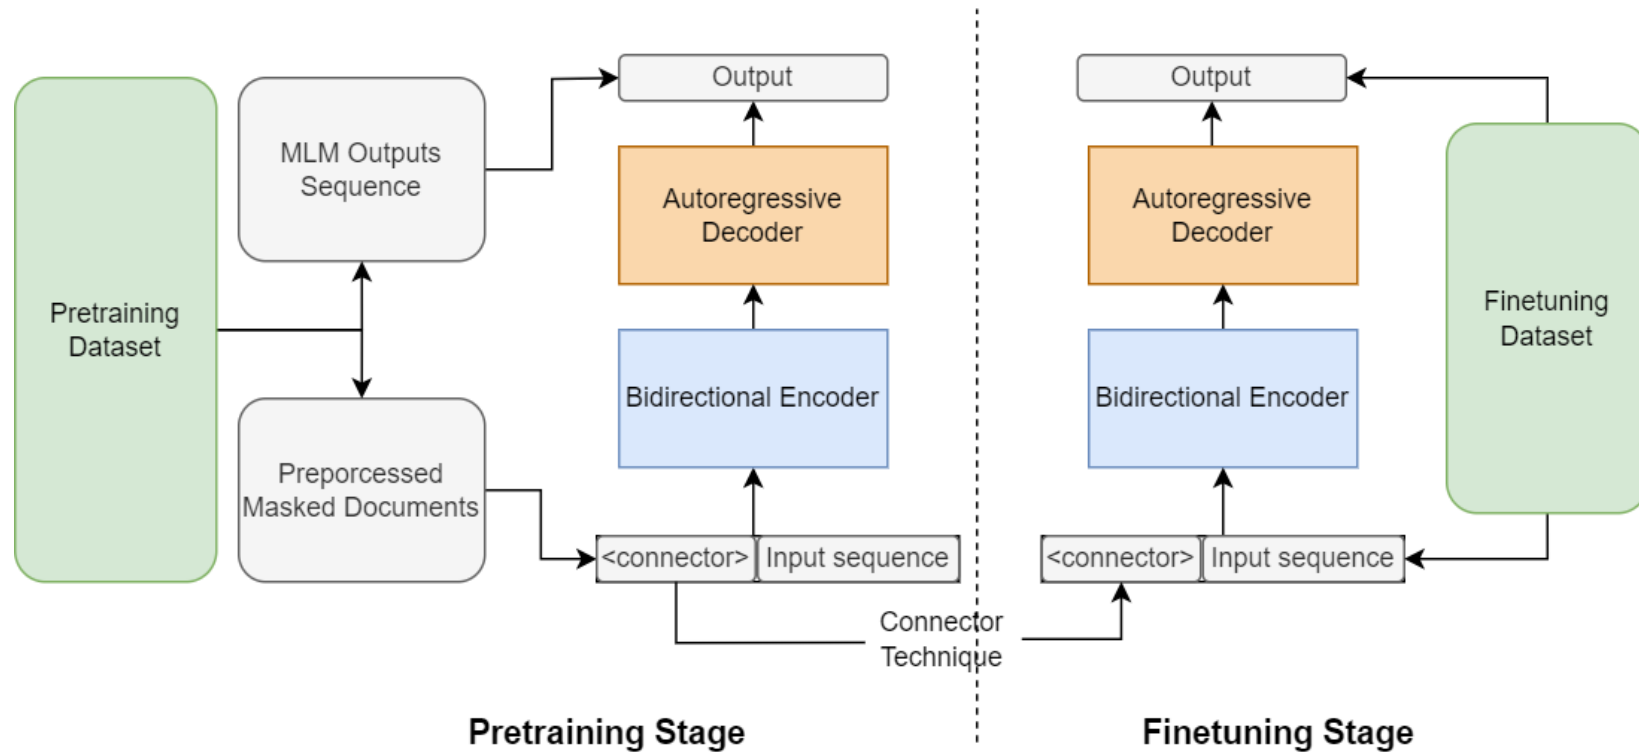 Pretraining
Dataset
MLM Outputs
Sequence
Preporcessed
Masked Documents
Output
Autoregressive
Decoder
Bidirectional Encoder
<connector>
Input sequence
Connector
Technique
Output
Autoregressive
Decoder
Bidirectional Encoder
<connector>
Input sequence
Finetuning
Dataset
Pretraining Stage
Finetuning Stage